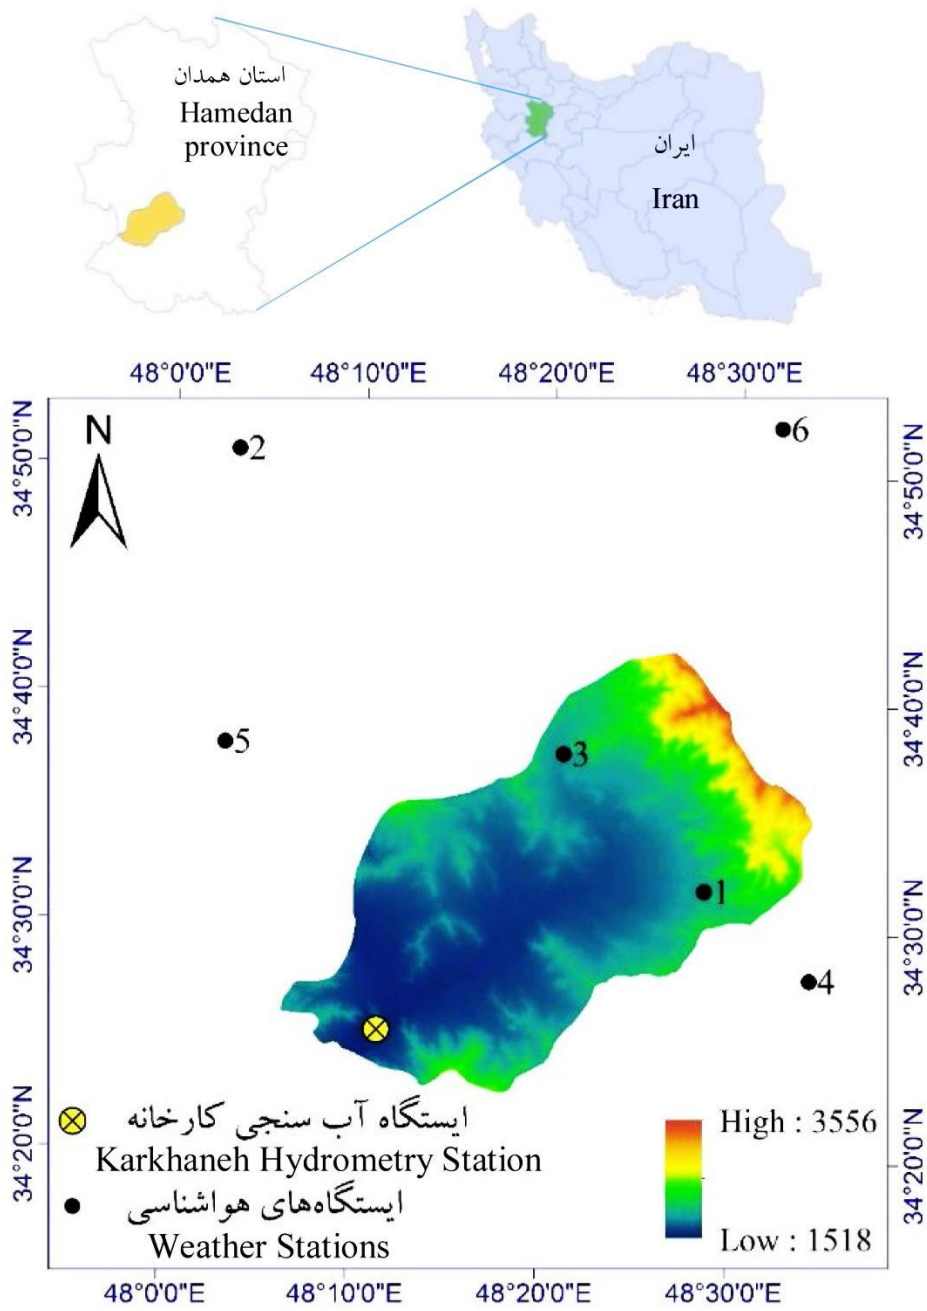 استان همدان
Hamedan
province
ایران
Iran
48°0'0"E 48°10'0"E 48°20'0"E 48°30'0"E
N
2
6
34°50'0"N
34°50'0"N
34°40'0"N
34°40'0"N
5
3
1
34°30'0"N
34°30'0"N
4
ایستگاه آب سنجی کارخانه
Karkhaneh Hydrometry Station
ایستگاه‌های هواشناسی
Weather Stations
High : 3556
Low : 1518
34°20'0"N
34°20'0"N
48°0'0"E 48°10'0"E 48°20'0"E 48°30'0"E